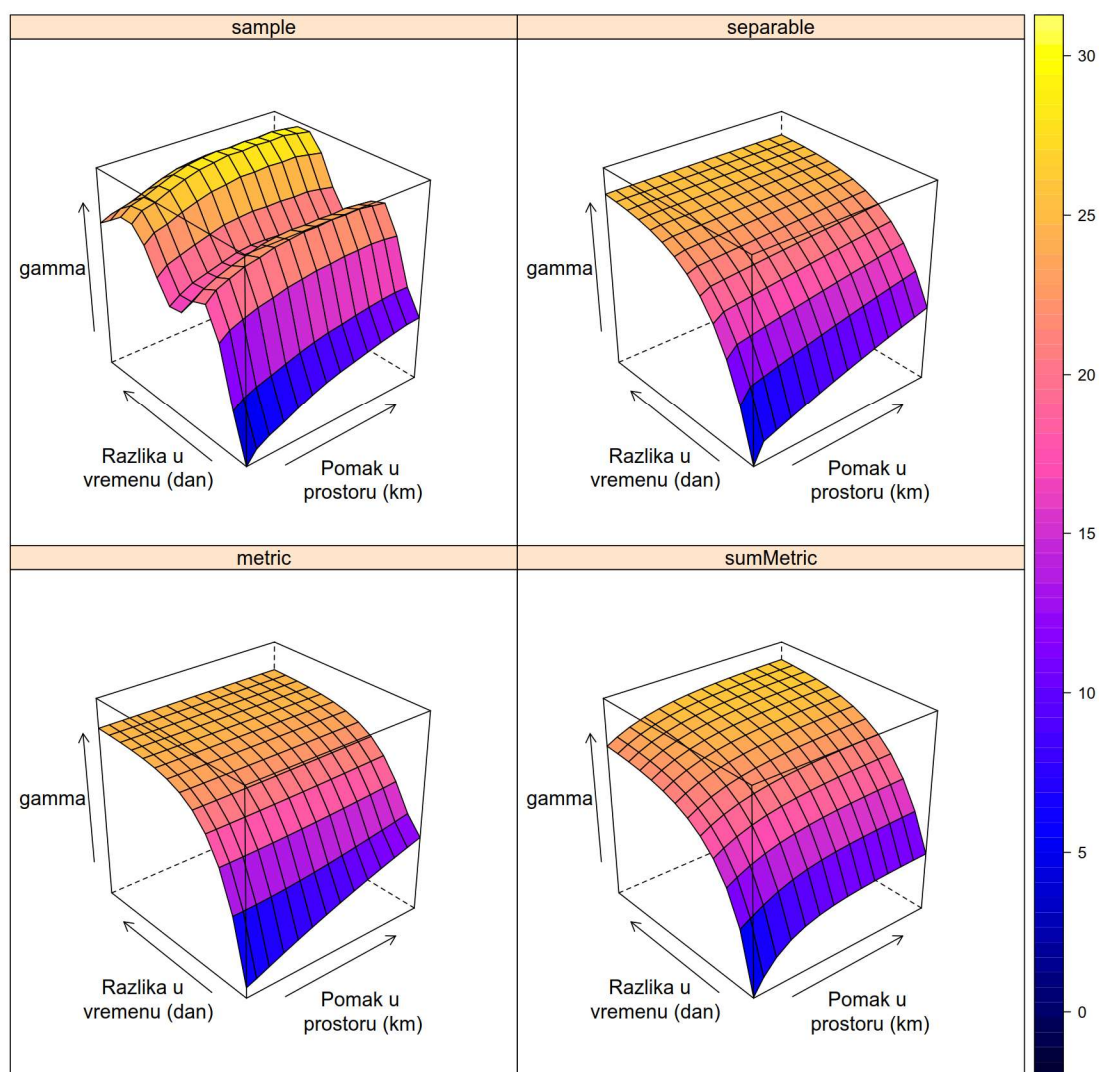 sample
separable
gamma
Razlika u
vremenu (dan)
Pomak u
prostoru (km)
gamma
Razlika u
vremenu (dan)
Pomak u
prostoru (km)
metric
sumMetric
gamma
Razlika u
vremenu (dan)
Pomak u
prostoru (km)
gamma
Razlika u
vremenu (dan)
Pomak u
prostoru (km)
30
25
20
15
10
5
0